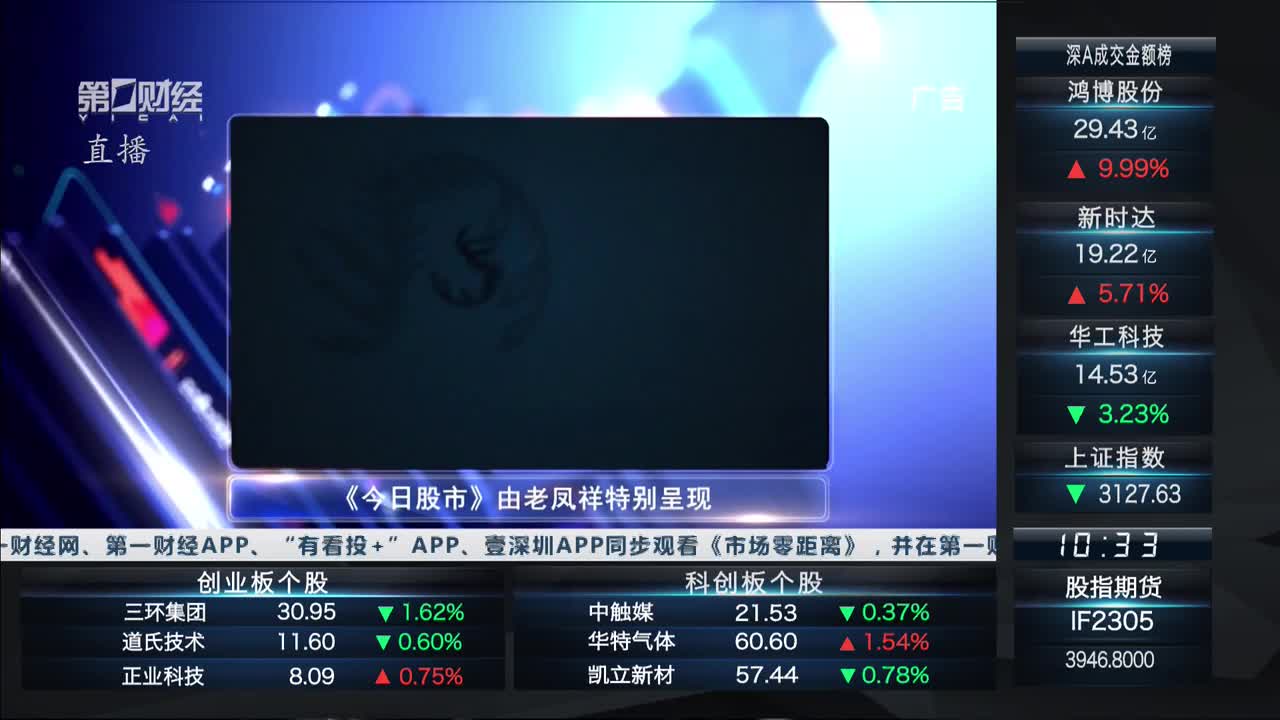 第一财经
YICAI
直播
广告
《今日股市》由老凤祥特别呈现
财经网、第一财经APP、“有看投+”APP、壹深圳APP同步观看《市场零距离》，并在第一
创业板个股
三环集团 30.95 ▼1.62%
道氏技术 11.60 ▼0.60%
正业科技 8.09 ▲0.75%
科创板个股
中触媒 21.53 ▼0.37%
华特气体 60.60 ▲1.54%
凯立新材 57.44 ▼0.78%
深A成交金额榜
鸿博股份
29.43亿
▲ 9.99%
新时达
19.22亿
▲ 5.71%
华工科技
14.53亿
▼ 3.23%
上证指数
▼ 3127.63
10:33
股指期货
IF2305
3946.8000